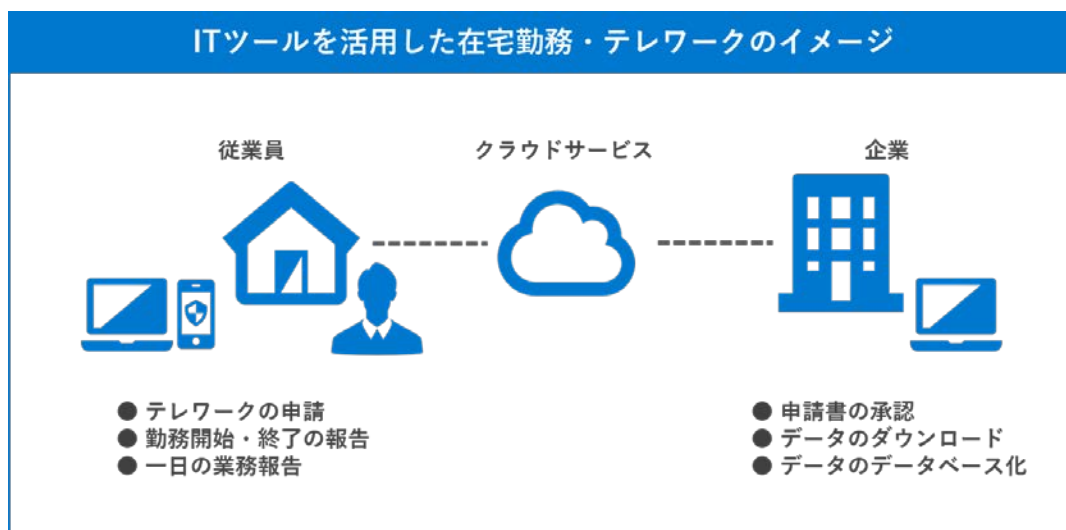 ITツールを活用した在宅勤務・テレワークのイメージ
従業員
クラウドサービス
企業
● テレワークの申請
● 勤務開始・終了の報告
● 一日の業務報告
● 申請書の承認
● データのダウンロード
● データのデータベース化